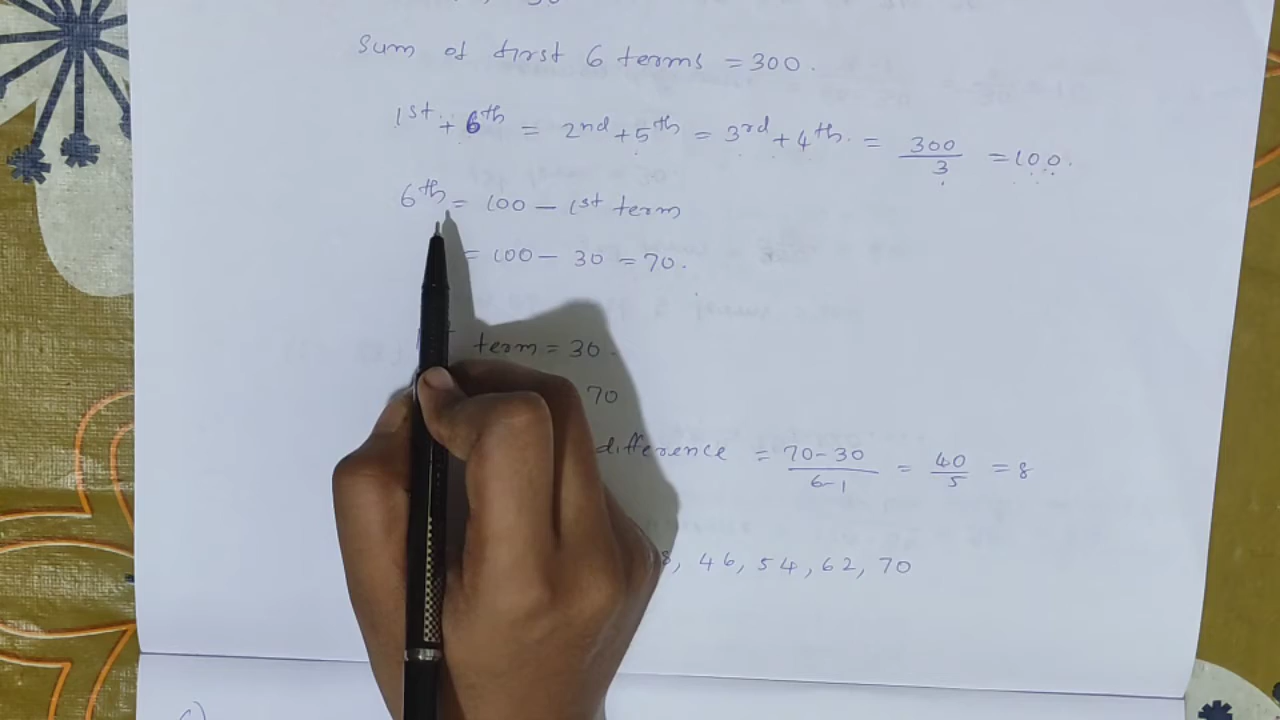 Sum of first 6 terms = 300.
1st + 6th = 2nd + 5th = 3rd + 4th. = 300/3 = 100.
6th = 100 - 1st term
= 100 - 30 = 70.
term = 30.
70
difference = 70-30/6-1 = 40/5 = 8
8, 46, 54, 62, 70